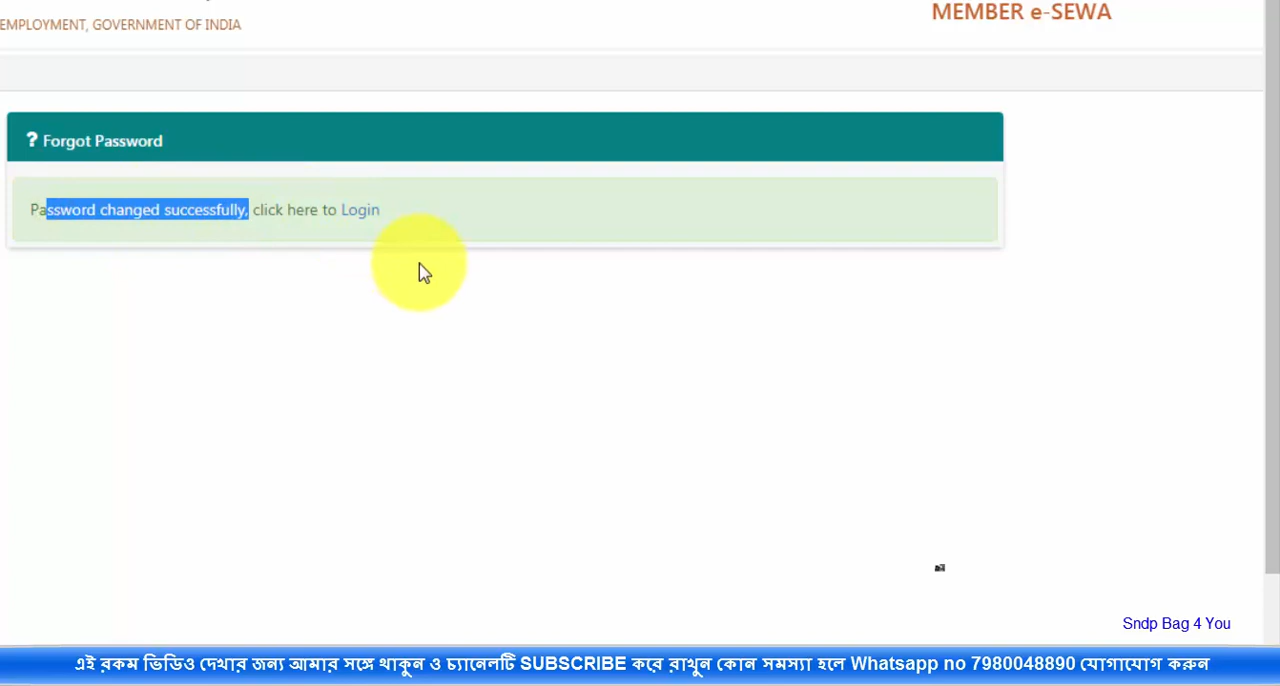 EMPLOYMENT, GOVERNMENT OF INDIA
MEMBER e-SEWA
? Forgot Password
Password changed successfully, click here to Login
Sndp Bag 4 You
এই রকম ভিডিও দেখার জন্য আমার সঙ্গে থাকুন ও চ্যানেলটি SUBSCRIBE করে রাখুন কোন সমস্যা হলে Whatsapp no 7980048890 যোগাযোগ করুন